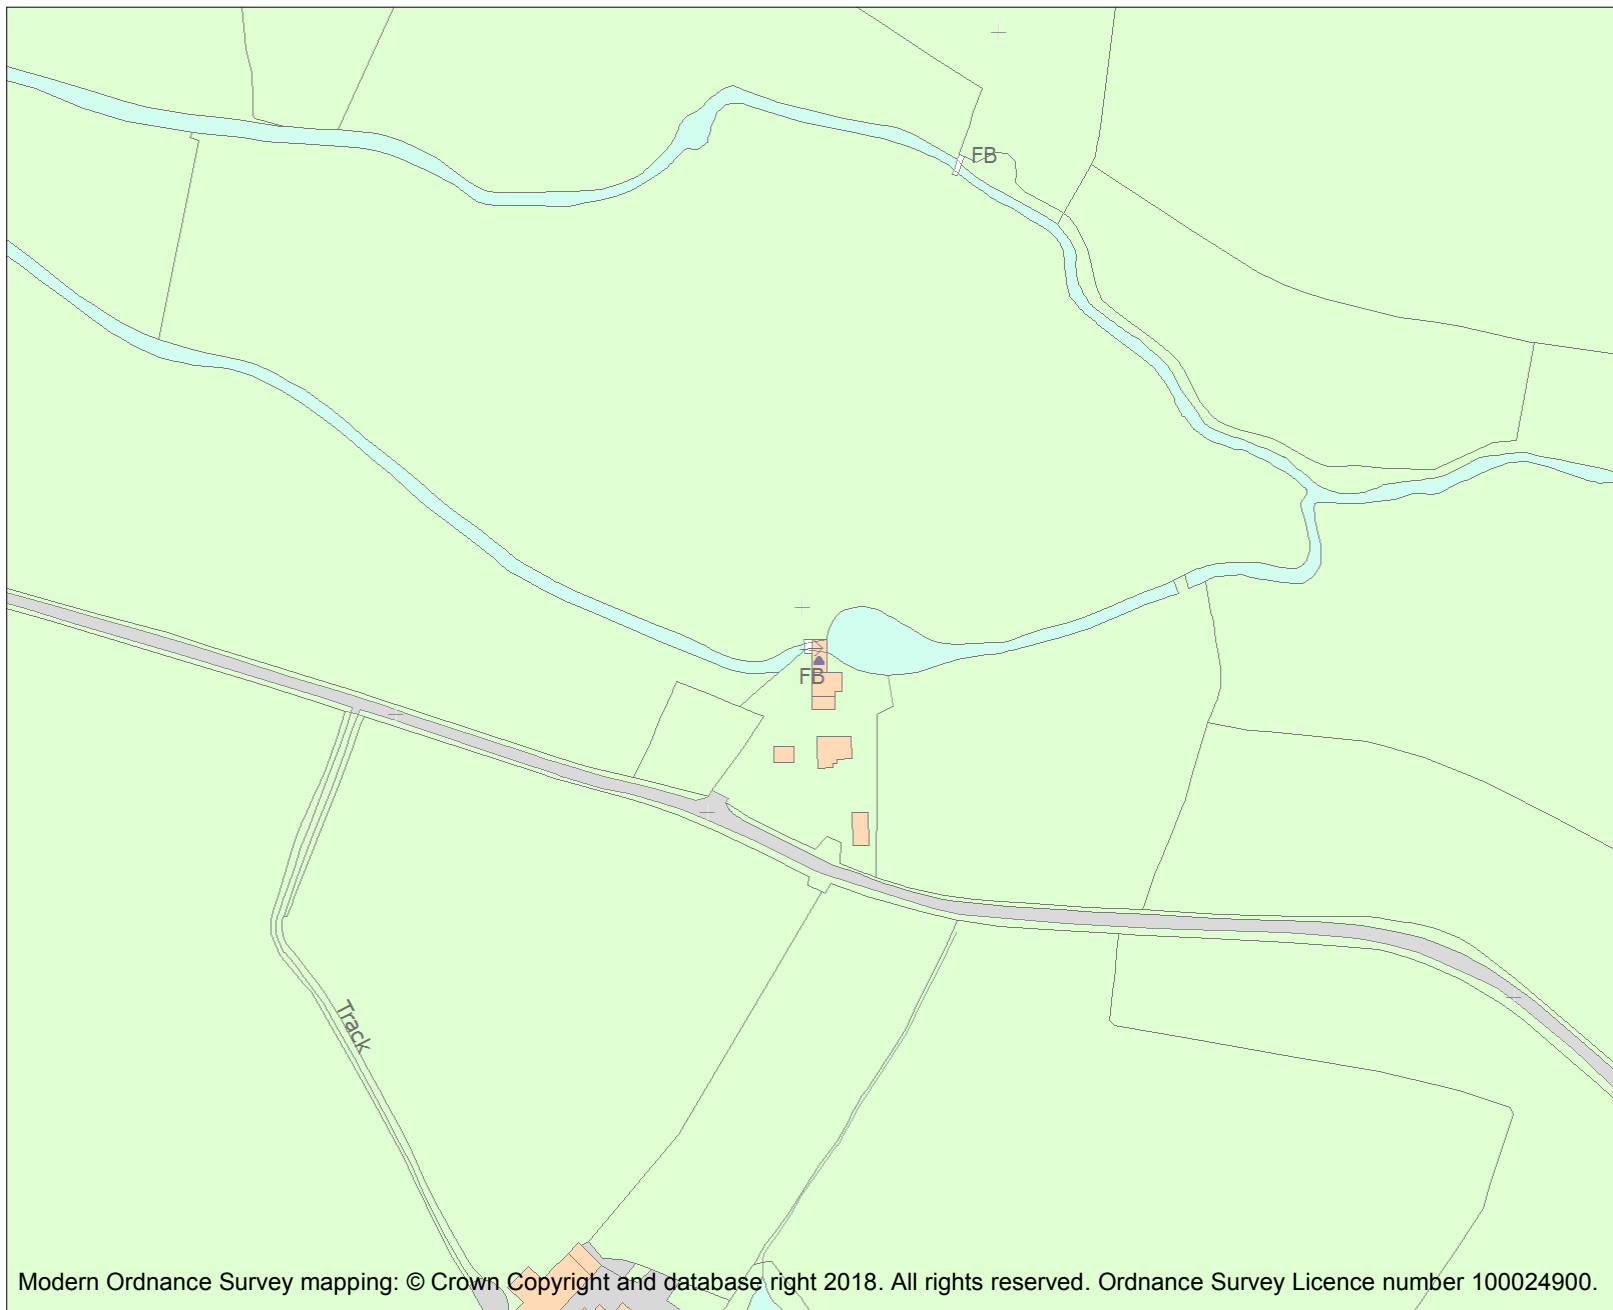 FB
FB
Track
Modern Ordnance Survey mapping: © Crown Copyright and database right 2018. All rights reserved. Ordnance Survey Licence number 100024900.